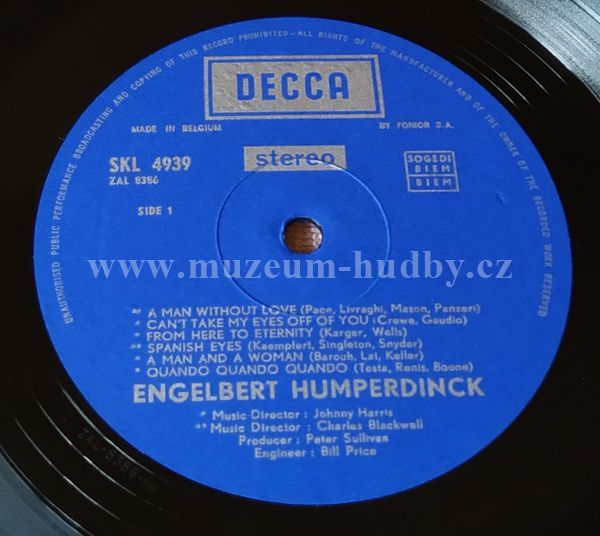 UNAUTHORISED PUBLIC PERFORMANCE BROADCASTING AND COPYING OF THIS RECORD PROHIBITED - ALL RIGHTS OF THE MANUFACTURER AND OF THE OWNER OF THE RECORDED WORK RESERVED
DECCA
MADE IN BELGIUM
BY FONIOR S.A.
SKL 4939
ZAL 8386
stereo
SOGEDI
BIEM
BIEM
SIDE 1
www.muzeum-hudby.cz
** A MAN WITHOUT LOVE (Pace, Livraghi, Mason, Panzeri)
* CAN'T TAKE MY EYES OFF OF YOU (Crewe, Gaudio)
* FROM HERE TO ETERNITY (Karger, Wells)
** SPANISH EYES (Kaempfert, Singleton, Snyder)
* A MAN AND A WOMAN (Barouh, Lai, Keller)
* QUANDO QUANDO QUANDO (Testa, Renis, Boone)
ENGELBERT HUMPERDINCK
* Music Director : Johnny Harris
** Music Director : Charles Blackwell
Producer : Peter Sullivan
Engineer : Bill Price
ZAL-8386-1W